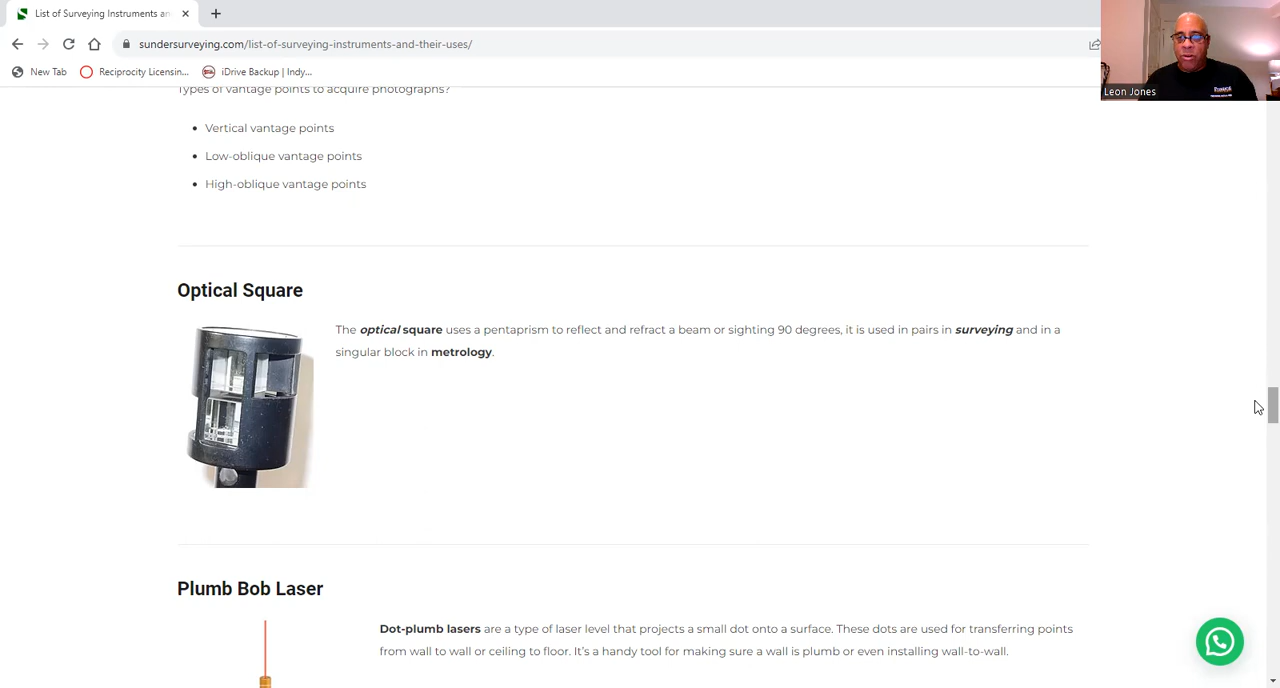 List of Surveying Instruments an
sundersurveying.com/list-of-surveying-instruments-and-their-uses/
New Tab
Reciprocity Licensin...
iDrive Backup | Indy...
Leon Jones
Types of vantage points to acquire photographs?
Vertical vantage points
Low-oblique vantage points
High-oblique vantage points
Optical Square
The optical square uses a pentaprism to reflect and refract a beam or sighting 90 degrees, it is used in pairs in surveying and in a
singular block in metrology.
Plumb Bob Laser
Dot-plumb lasers are a type of laser level that projects a small dot onto a surface. These dots are used for transferring points
from wall to wall or ceiling to floor. It's a handy tool for making sure a wall is plumb or even installing wall-to-wall.